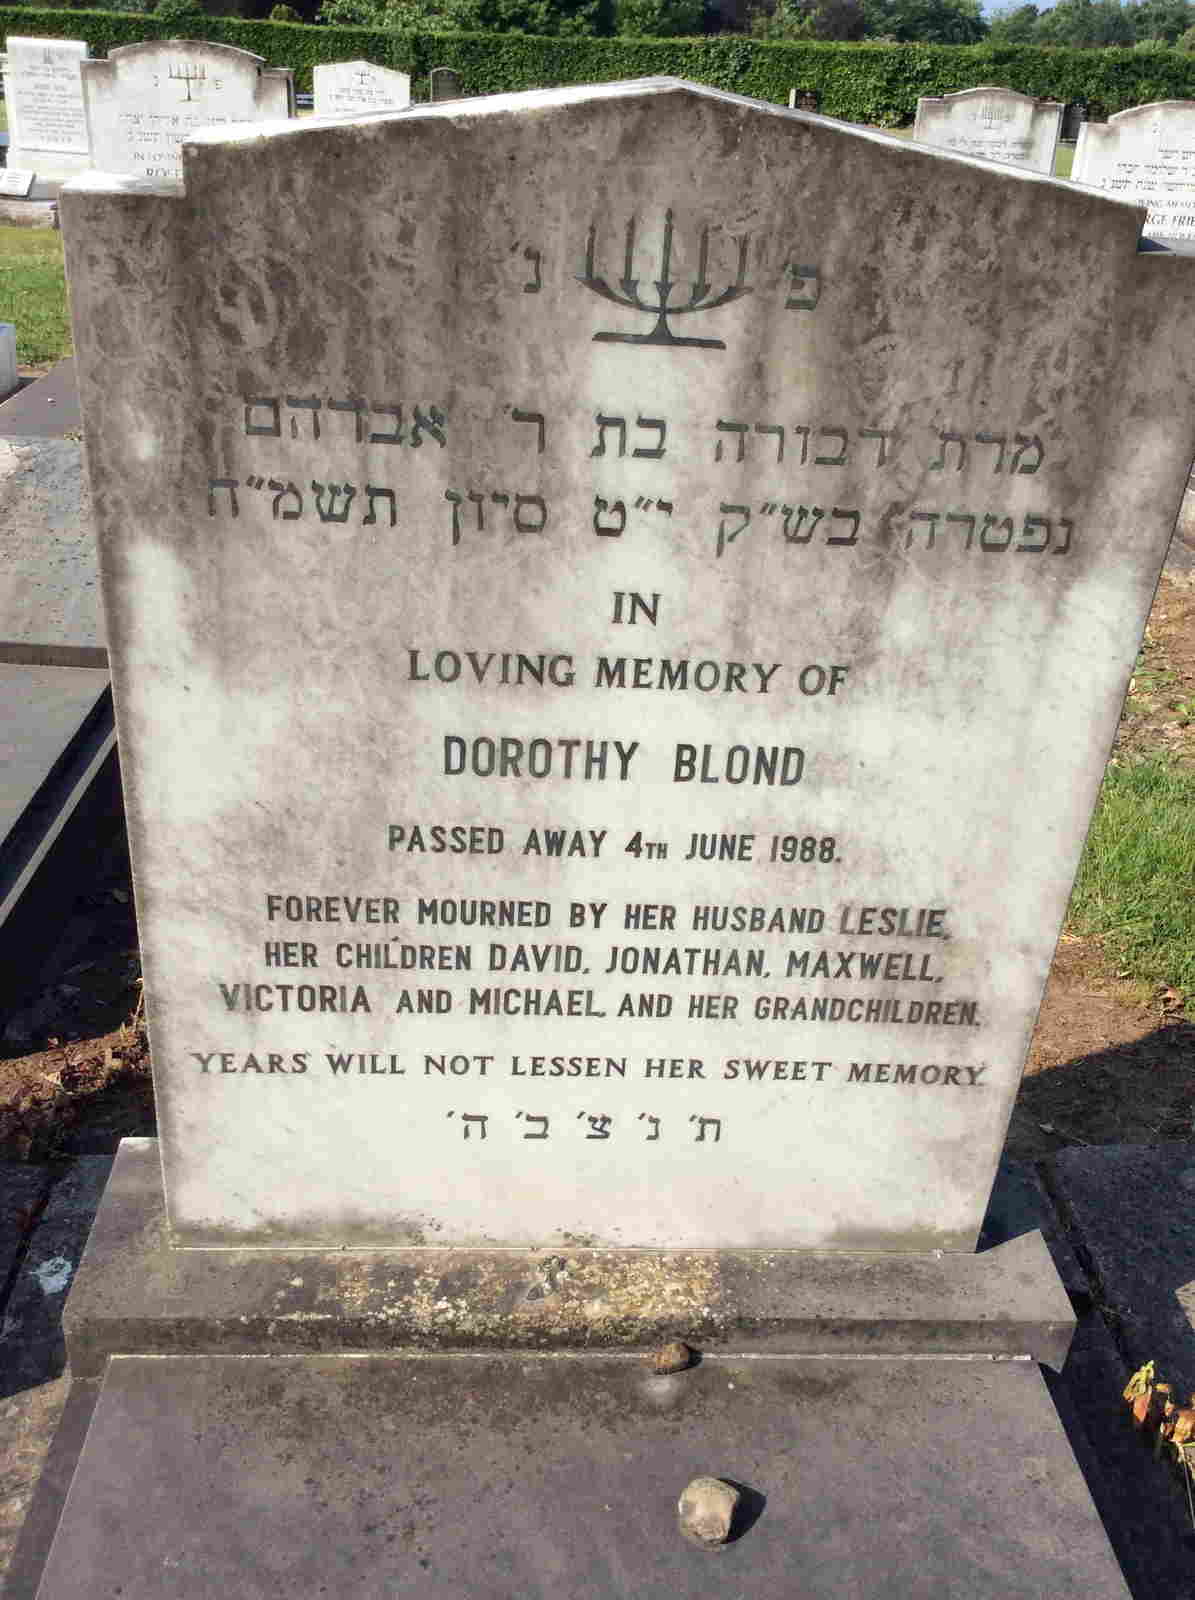 פ נ
מרת דבורה בת ר׳ אברהם
נפטרה בש״ק י״ט סיון תשמ״ח
IN
LOVING MEMORY OF
DOROTHY BLOND
PASSED AWAY 4TH JUNE 1988.
FOREVER MOURNED BY HER HUSBAND LESLIE,
HER CHILDREN DAVID, JONATHAN, MAXWELL,
VICTORIA AND MICHAEL, AND HER GRANDCHILDREN.
YEARS WILL NOT LESSEN HER SWEET MEMORY.
ת׳ נ׳ צ׳ ב׳ ה׳